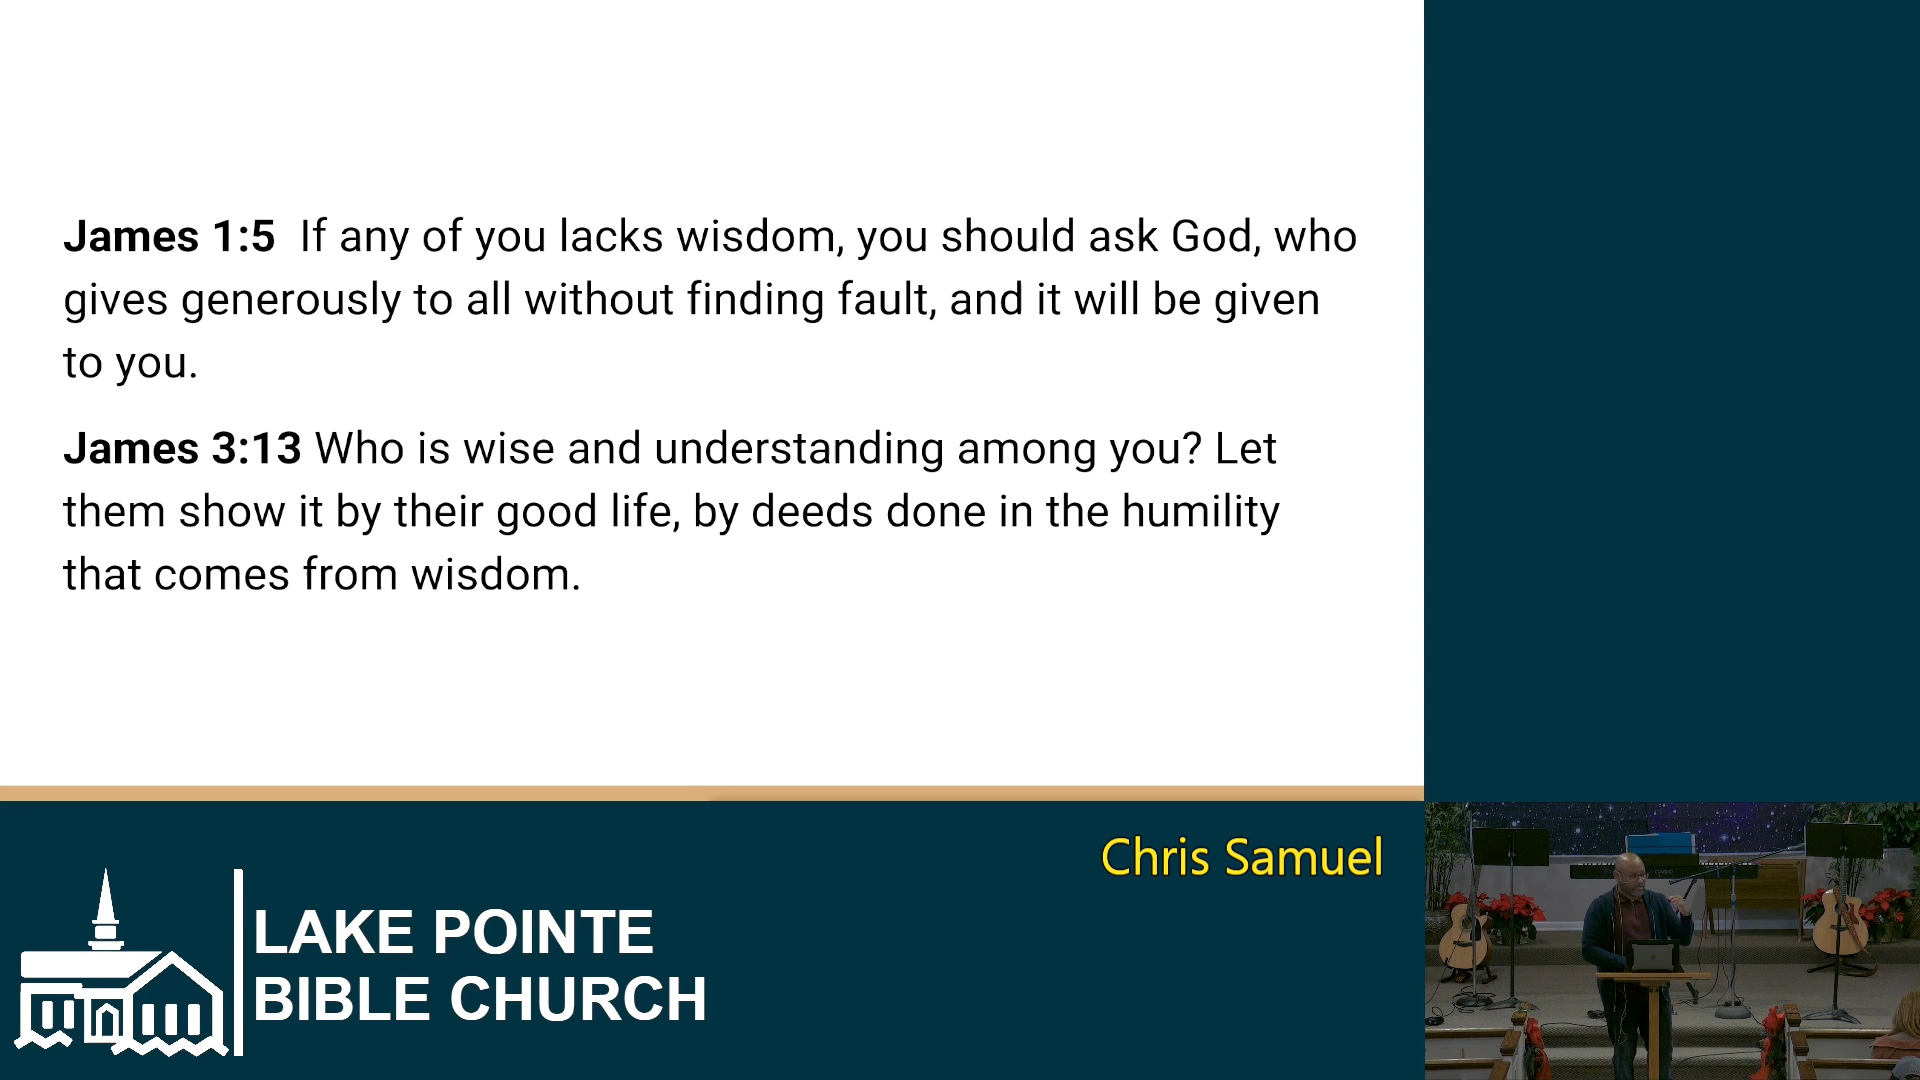 James 1:5  If any of you lacks wisdom, you should ask God, who
gives generously to all without finding fault, and it will be given
to you.
James 3:13 Who is wise and understanding among you? Let
them show it by their good life, by deeds done in the humility
that comes from wisdom.
Chris Samuel
LAKE POINTE
BIBLE CHURCH